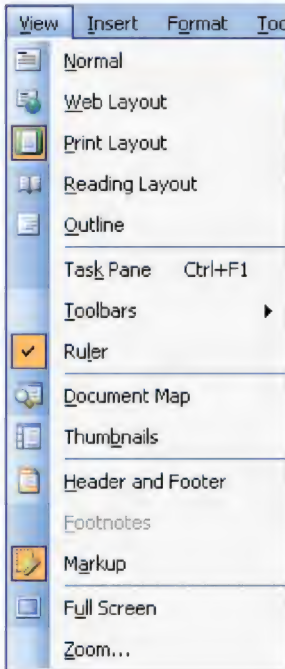 View Insert Format Too
Normal
Web Layout
Print Layout
Reading Layout
Outline
Task Pane Ctrl+F1
Toolbars
Ruler
Document Map
Thumbnails
Header and Footer
Footnotes
Markup
Full Screen
Zoom...